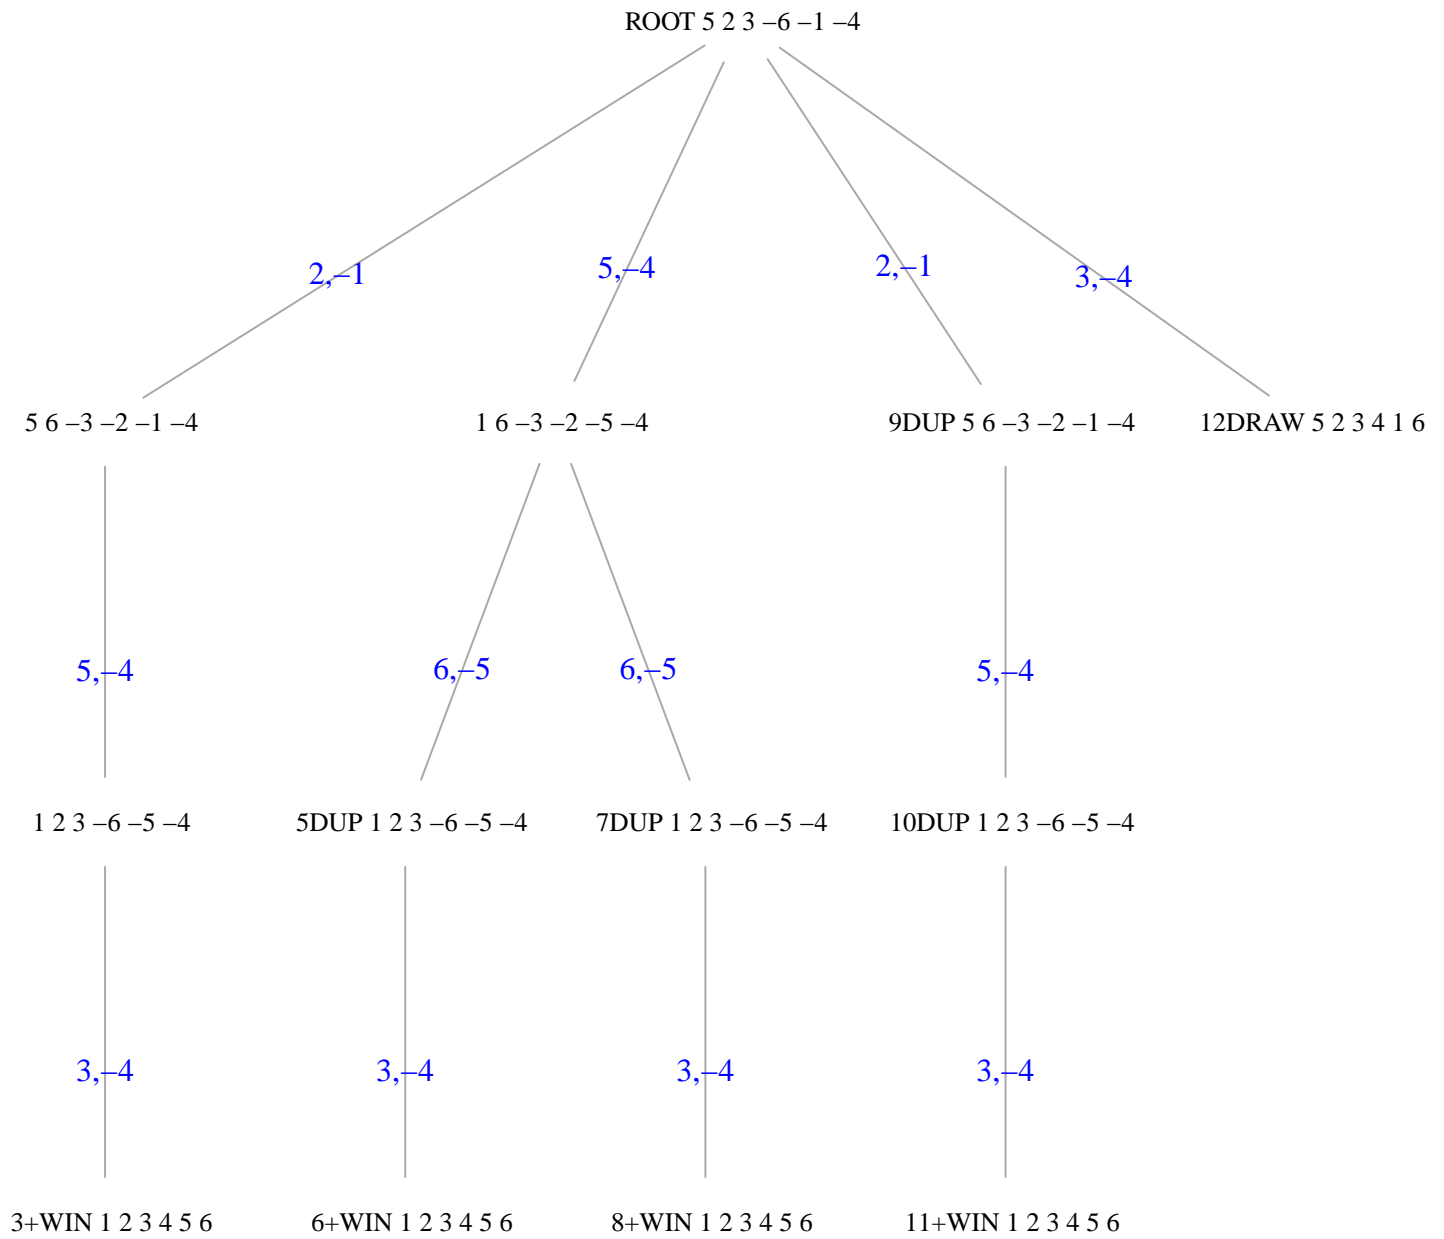 ROOT 5 2 3 –6 –1 –4
2,–1
5,–4
2,–1
3,–4
5 6 –3 –2 –1 –4
1 6 –3 –2 –5 –4
9DUP 5 6 –3 –2 –1 –4
12DRAW 5 2 3 4 1 6
5,–4
6,–5
6,–5
5,–4
1 2 3 –6 –5 –4
5DUP 1 2 3 –6 –5 –4
7DUP 1 2 3 –6 –5 –4
10DUP 1 2 3 –6 –5 –4
3,–4
3,–4
3,–4
3,–4
3+WIN 1 2 3 4 5 6
6+WIN 1 2 3 4 5 6
8+WIN 1 2 3 4 5 6
11+WIN 1 2 3 4 5 6